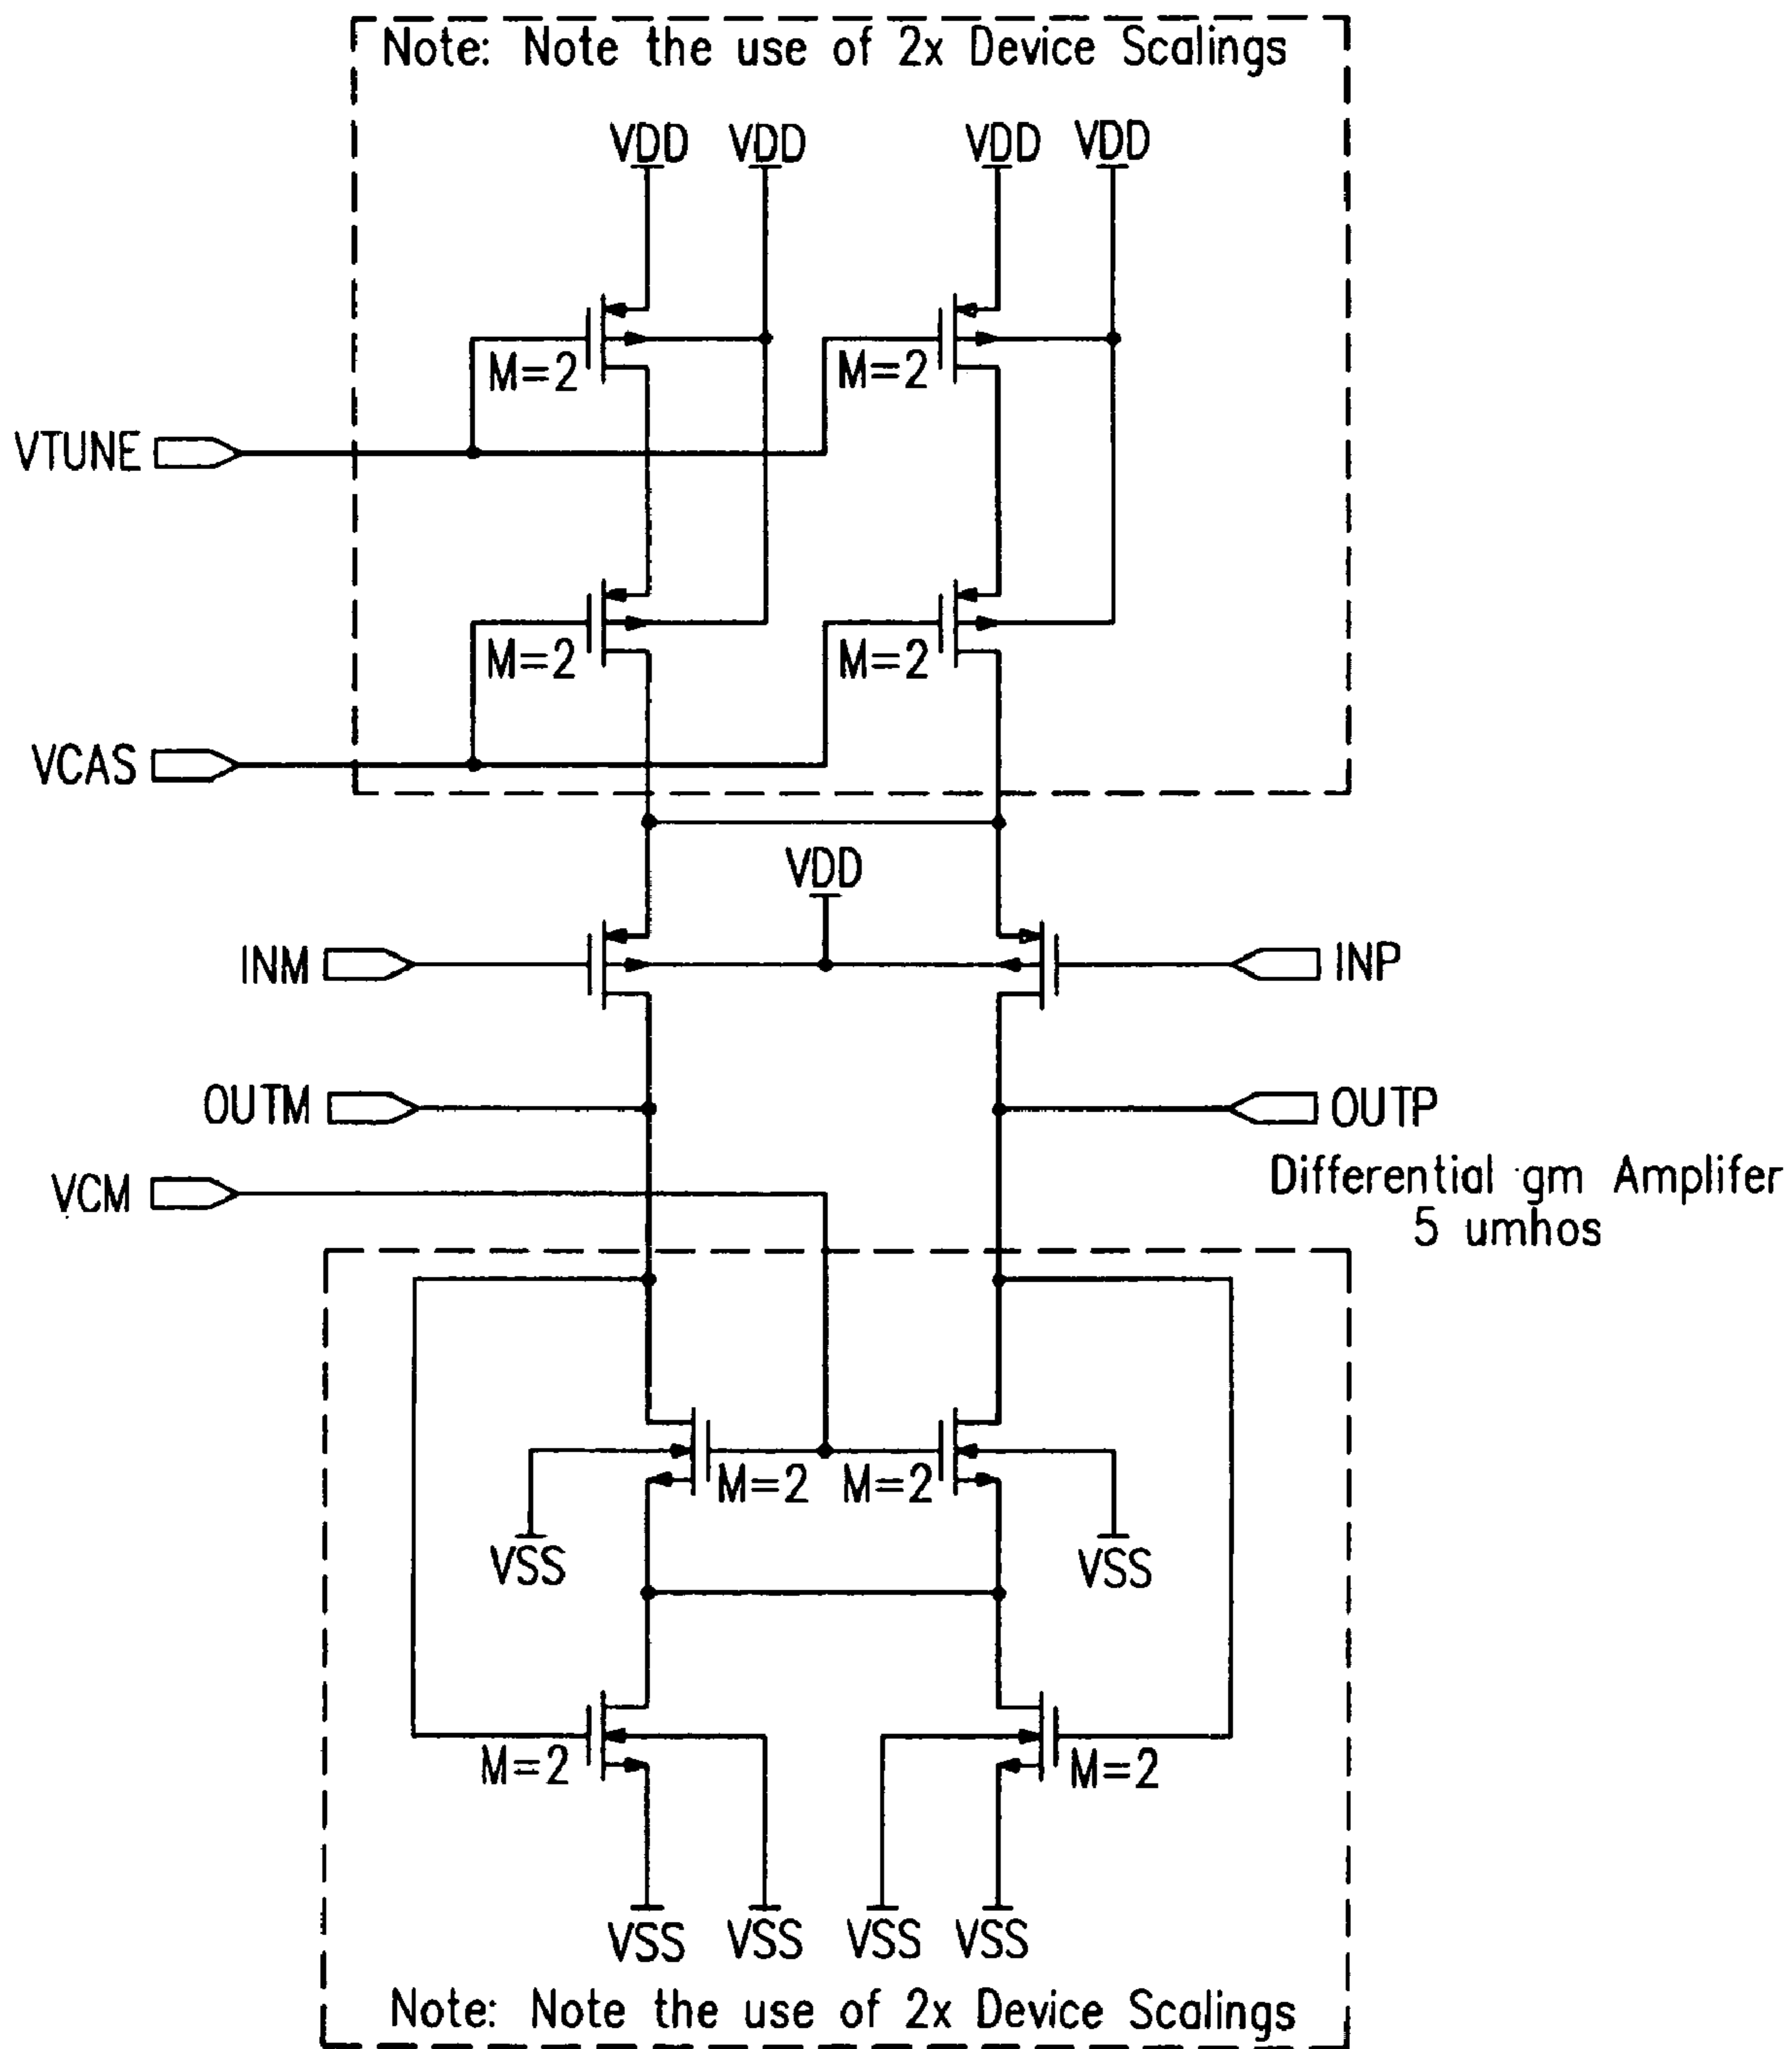 Note: Note the use of 2x Device Scalings
VDD VDD VDD VDD
M=2 M=2
VTUNE
M=2 M=2
VCAS
VDD
INM INP
OUTM OUTP
VCM
Differential gm Amplifer
5 umhos
M=2 M=2
VSS VSS
M=2 M=2
VSS VSS VSS VSS
Note: Note the use of 2x Device Scalings